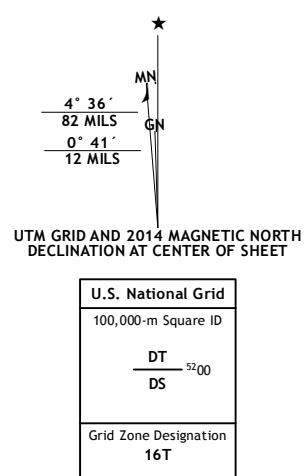 ★
MN
4° 36´
82 MILS
GN
0° 41´
12 MILS
UTM GRID AND 2014 MAGNETIC NORTH
DECLINATION AT CENTER OF SHEET
U.S. National Grid
100,000-m Square ID
DT
5200
DS
Grid Zone Designation
16T